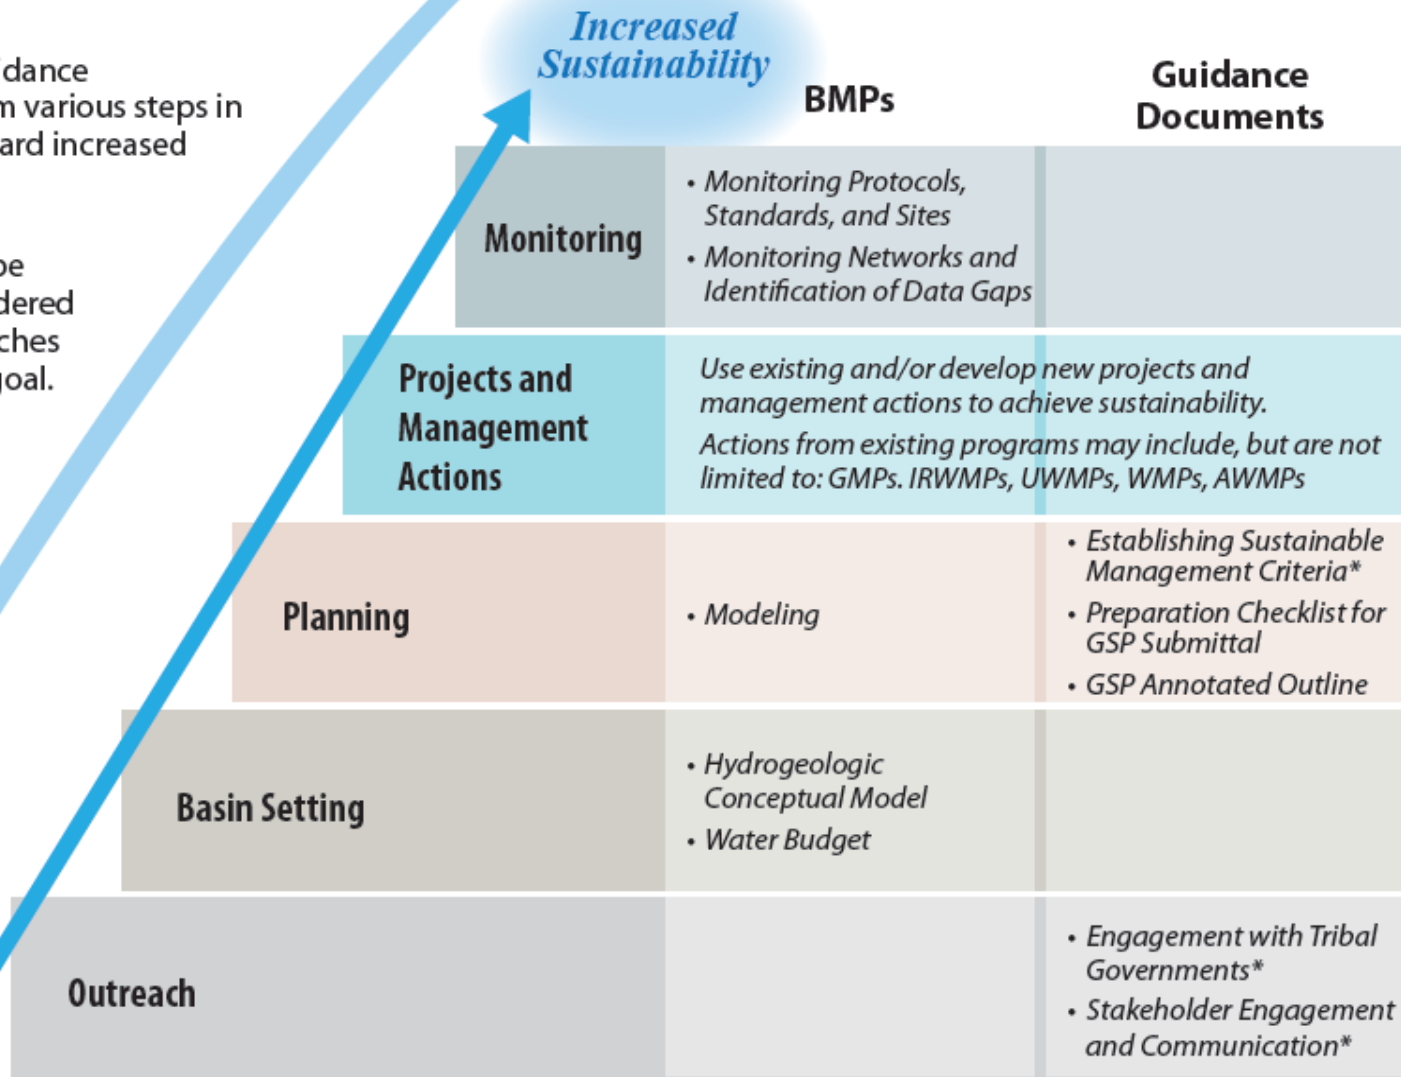 idance
m various steps in
ard increased
be
dered
ches
goal.
Increased
Sustainability
BMPs
Guidance
Documents
Monitoring
• Monitoring Protocols,
Standards, and Sites
• Monitoring Networks and
Identification of Data Gaps
Projects and
Management
Actions
Use existing and/or develop new projects and
management actions to achieve sustainability.
Actions from existing programs may include, but are not
limited to: GMPs. IRWMPs, UWMPs, WMPs, AWMPs
Planning
• Modeling
• Establishing Sustainable
Management Criteria*
• Preparation Checklist for
GSP Submittal
• GSP Annotated Outline
Basin Setting
• Hydrogeologic
Conceptual Model
• Water Budget
Outreach
• Engagement with Tribal
Governments*
• Stakeholder Engagement
and Communication*